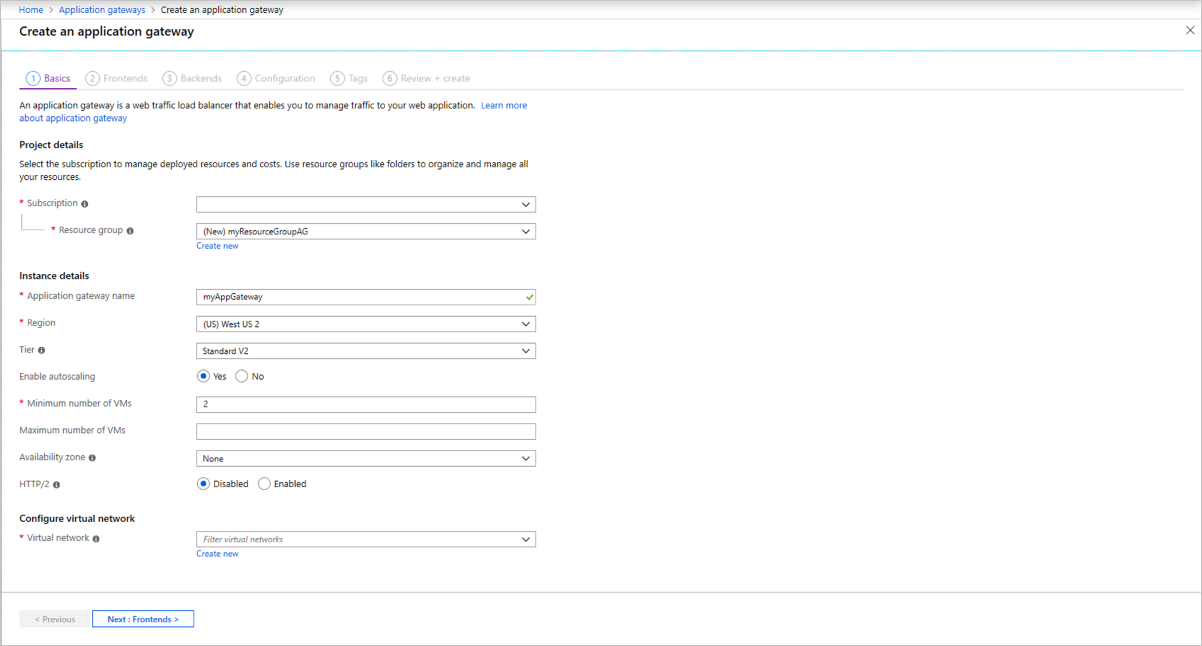 Home > Application gateways > Create an application gateway
Create an application gateway
1 Basics 2 Frontends 3 Backends 4 Configuration 5 Tags 6 Review + create
An application gateway is a web traffic load balancer that enables you to manage traffic to your web application. Learn more
about application gateway
Project details
Select the subscription to manage deployed resources and costs. Use resource groups like folders to organize and manage all
your resources.
* Subscription
* Resource group (New) myResourceGroupAG
Create new
Instance details
* Application gateway name myAppGateway
* Region (US) West US 2
Tier Standard V2
Enable autoscaling Yes No
* Minimum number of VMs 2
Maximum number of VMs
Availability zone None
HTTP/2 Disabled Enabled
Configure virtual network
* Virtual network Filter virtual networks
Create new
< Previous Next : Frontends >